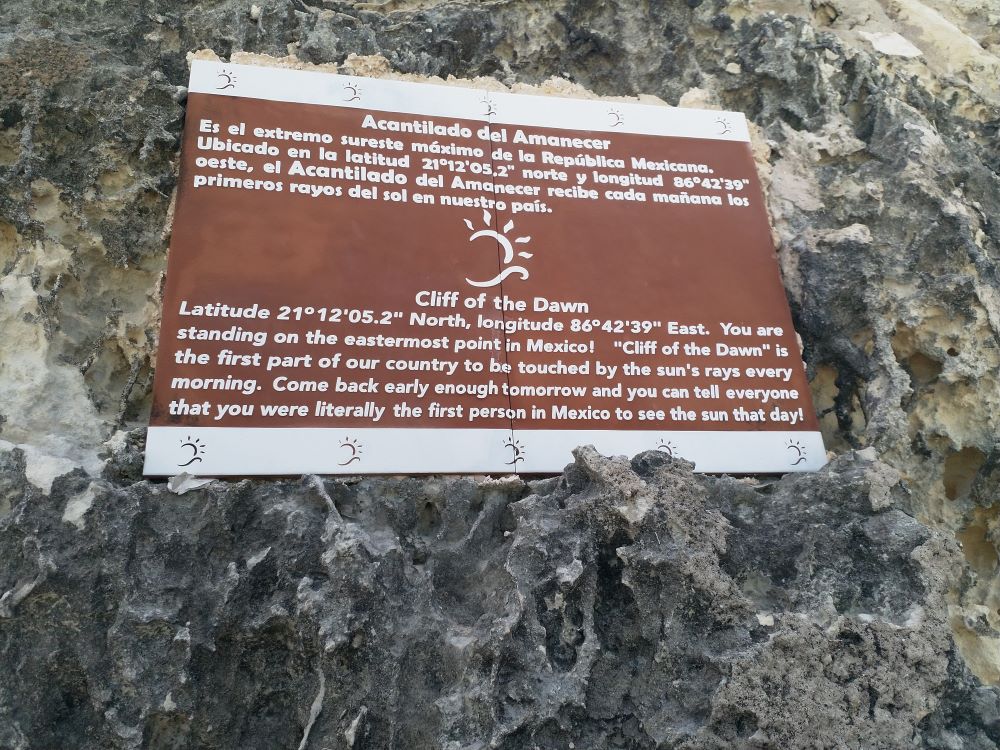 Acantilado del Amanecer
Es el extremo sureste máximo de la República Mexicana.
Ubicado en la latitud 21°12'05.2" norte y longitud 86°42'39"
oeste, el Acantilado del Amanecer recibe cada mañana los
primeros rayos del sol en nuestro país.
Cliff of the Dawn
Latitude 21°12'05.2" North, longitude 86°42'39" East. You are
standing on the easternmost point in Mexico! "Cliff of the Dawn" is
the first part of our country to be touched by the sun's rays every
morning. Come back early enough tomorrow and you can tell everyone
that you were literally the first person in Mexico to see the sun that day!